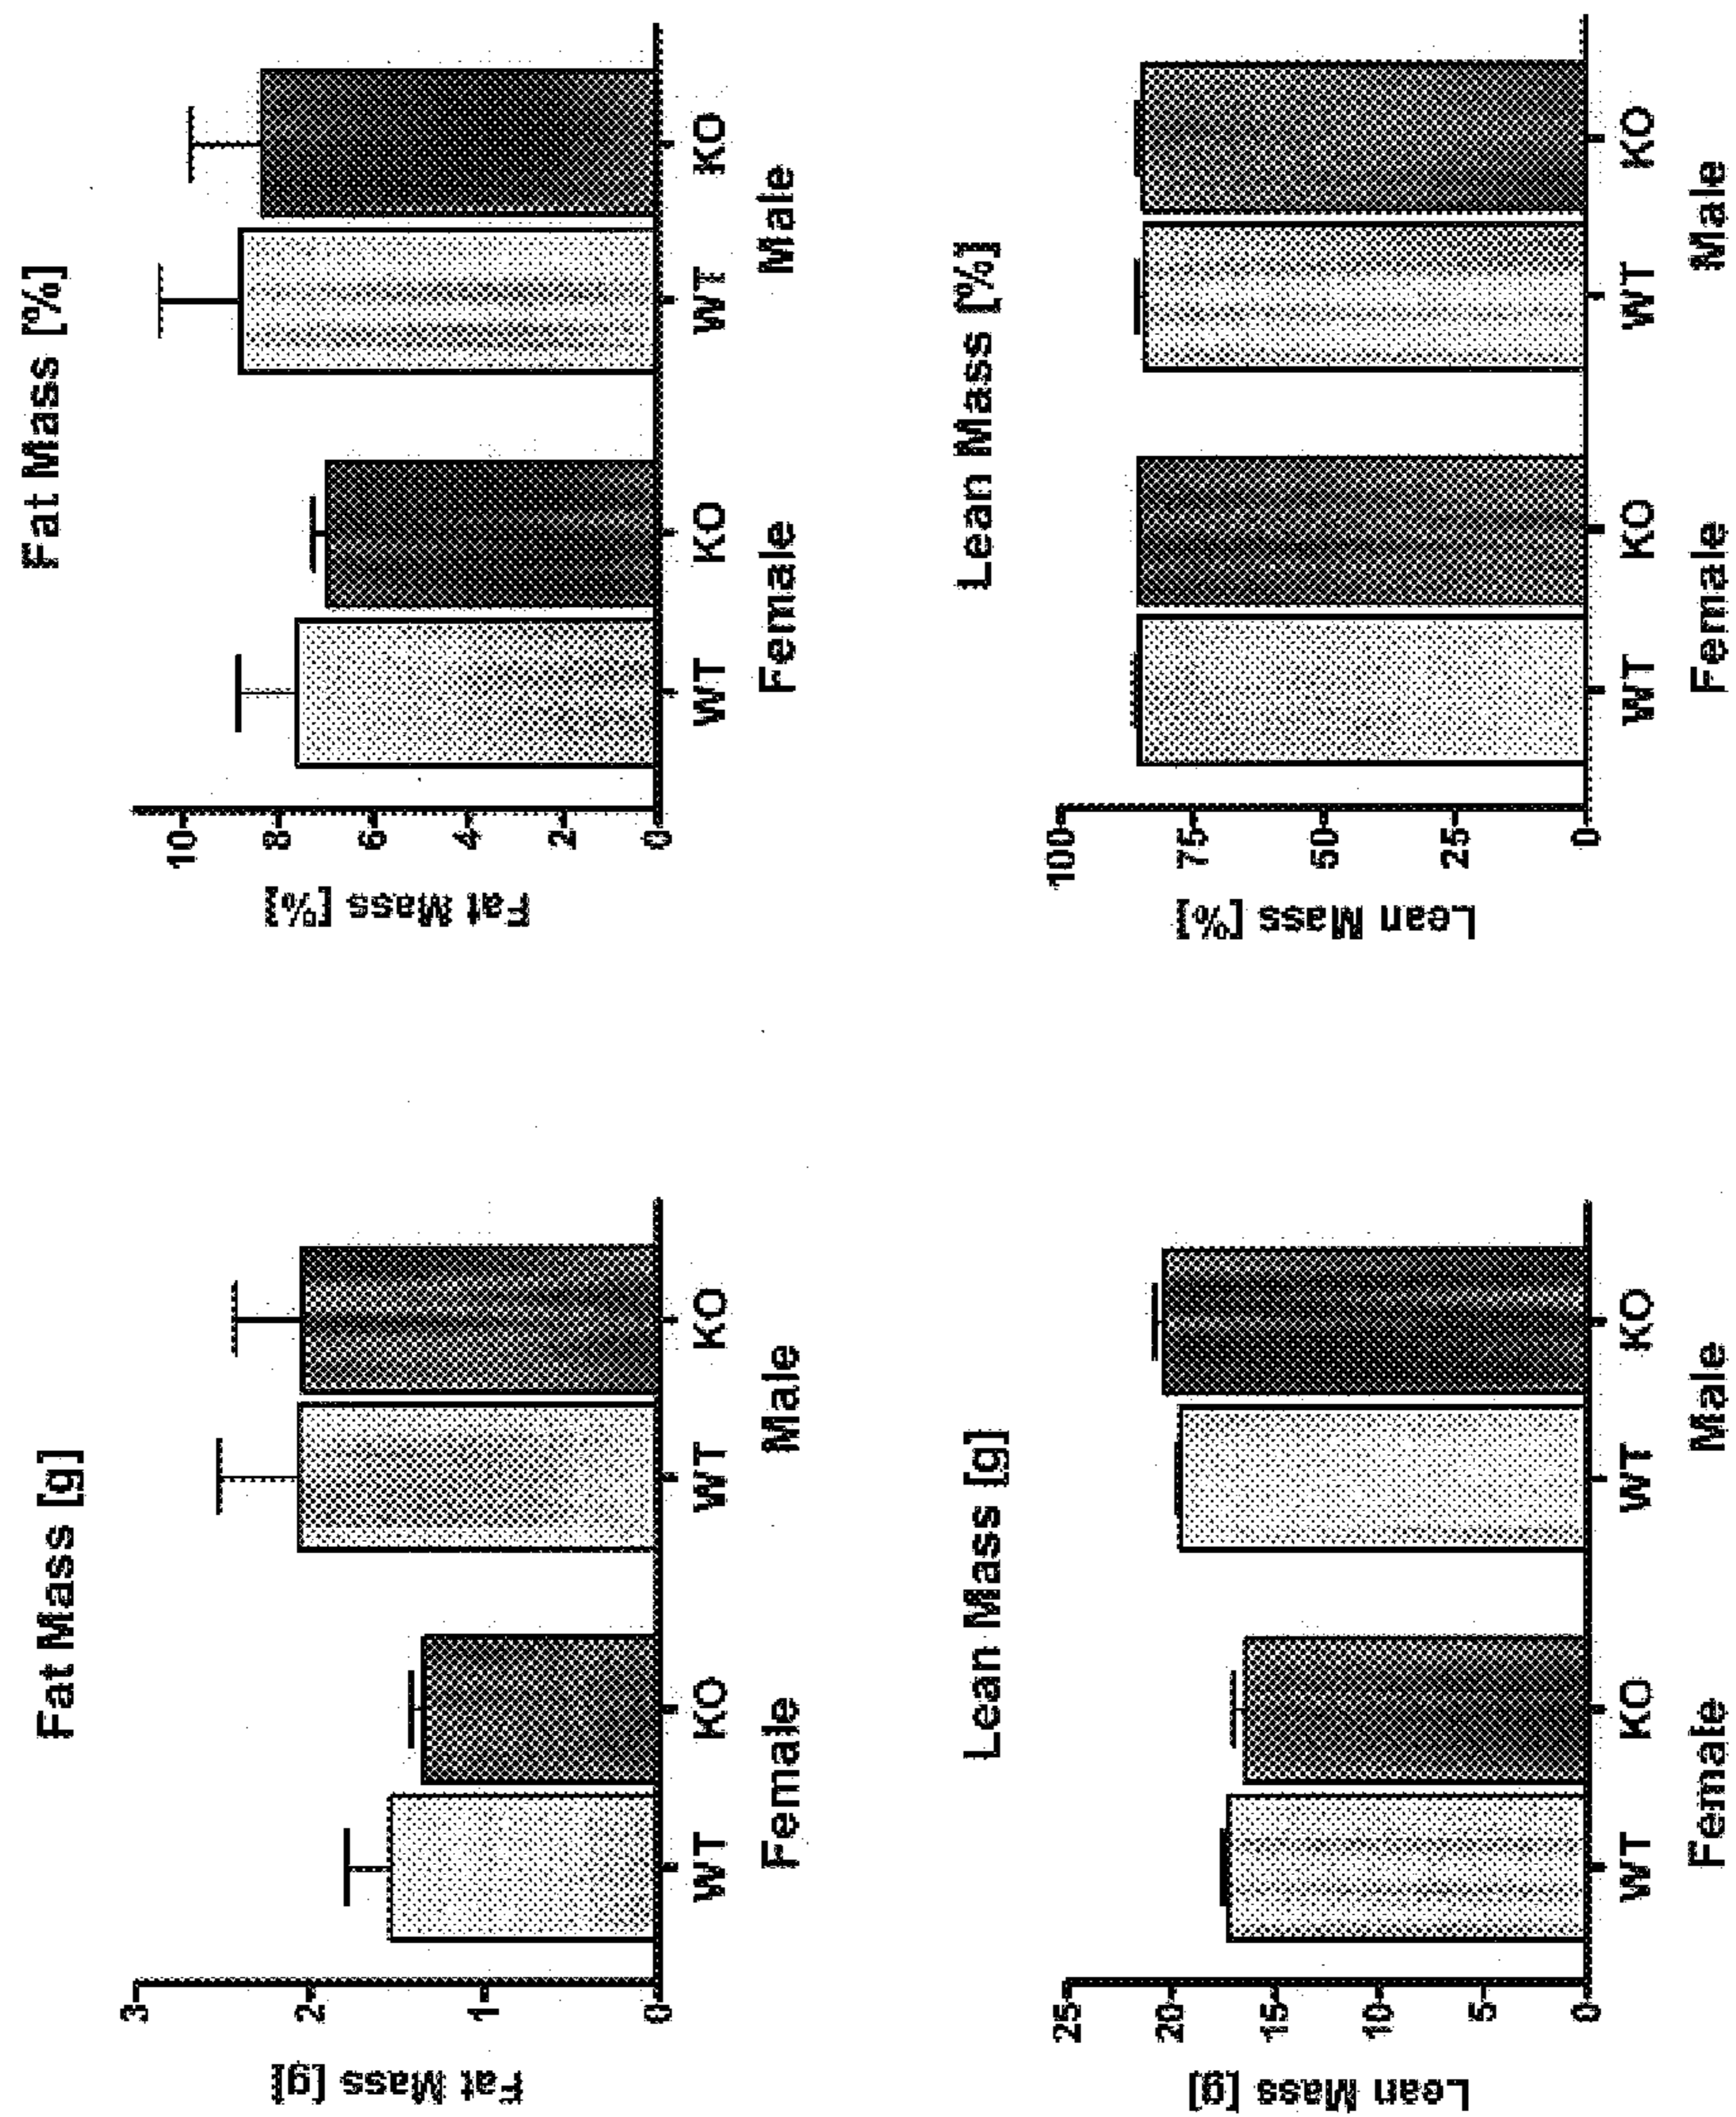 Fat Mass [g]
Fat Mass [g]
3
2
1
0
WT KO WT KO
Female Male
Fat Mass [%]
Fat Mass [%]
10
8
6
4
2
0
WT KO WT KO
Female Male
Lean Mass [g]
Lean Mass [g]
25
20
15
10
5
0
WT KO WT KO
Female Male
Lean Mass [%]
Lean Mass [%]
100
75
50
25
0
WT KO WT KO
Female Male